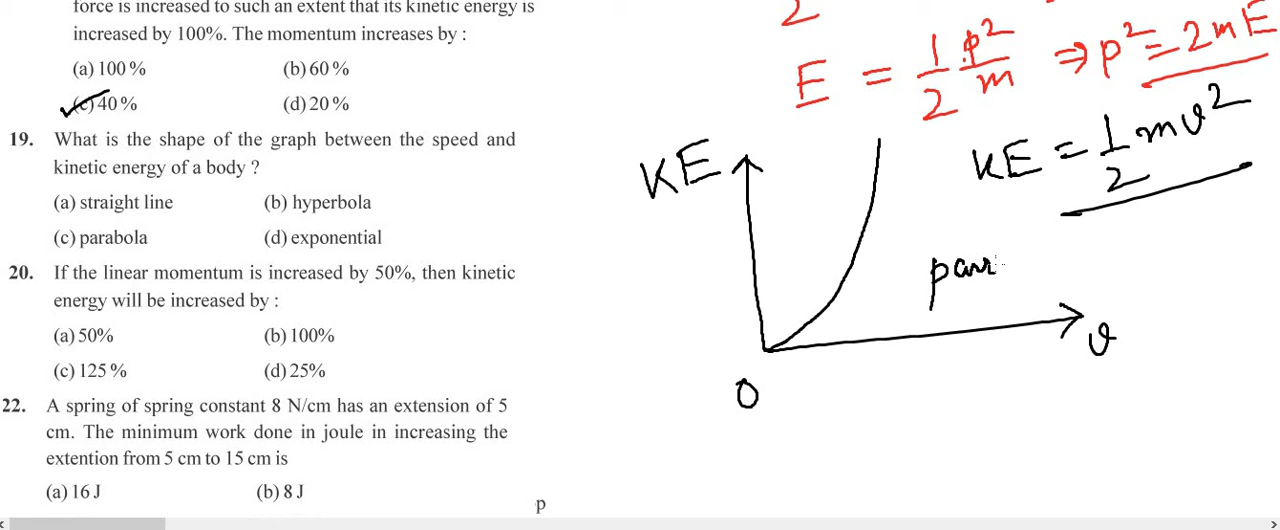 force is increased to such an extent that its kinetic energy is
increased by 100%. The momentum increases by :
(a) 100 % (b) 60 %
(c) 40 % (d) 20 %
19. What is the shape of the graph between the speed and
kinetic energy of a body ?
(a) straight line (b) hyperbola
(c) parabola (d) exponential
20. If the linear momentum is increased by 50%, then kinetic
energy will be increased by :
(a) 50% (b) 100%
(c) 125 % (d) 25%
22. A spring of spring constant 8 N/cm has an extension of 5
cm. The minimum work done in joule in increasing the
extention from 5 cm to 15 cm is
(a) 16 J (b) 8 J
p
2
E = 1/2 p²/m ⇒ p² = 2mE
KE = 1/2 mv²
KE
par
v
0